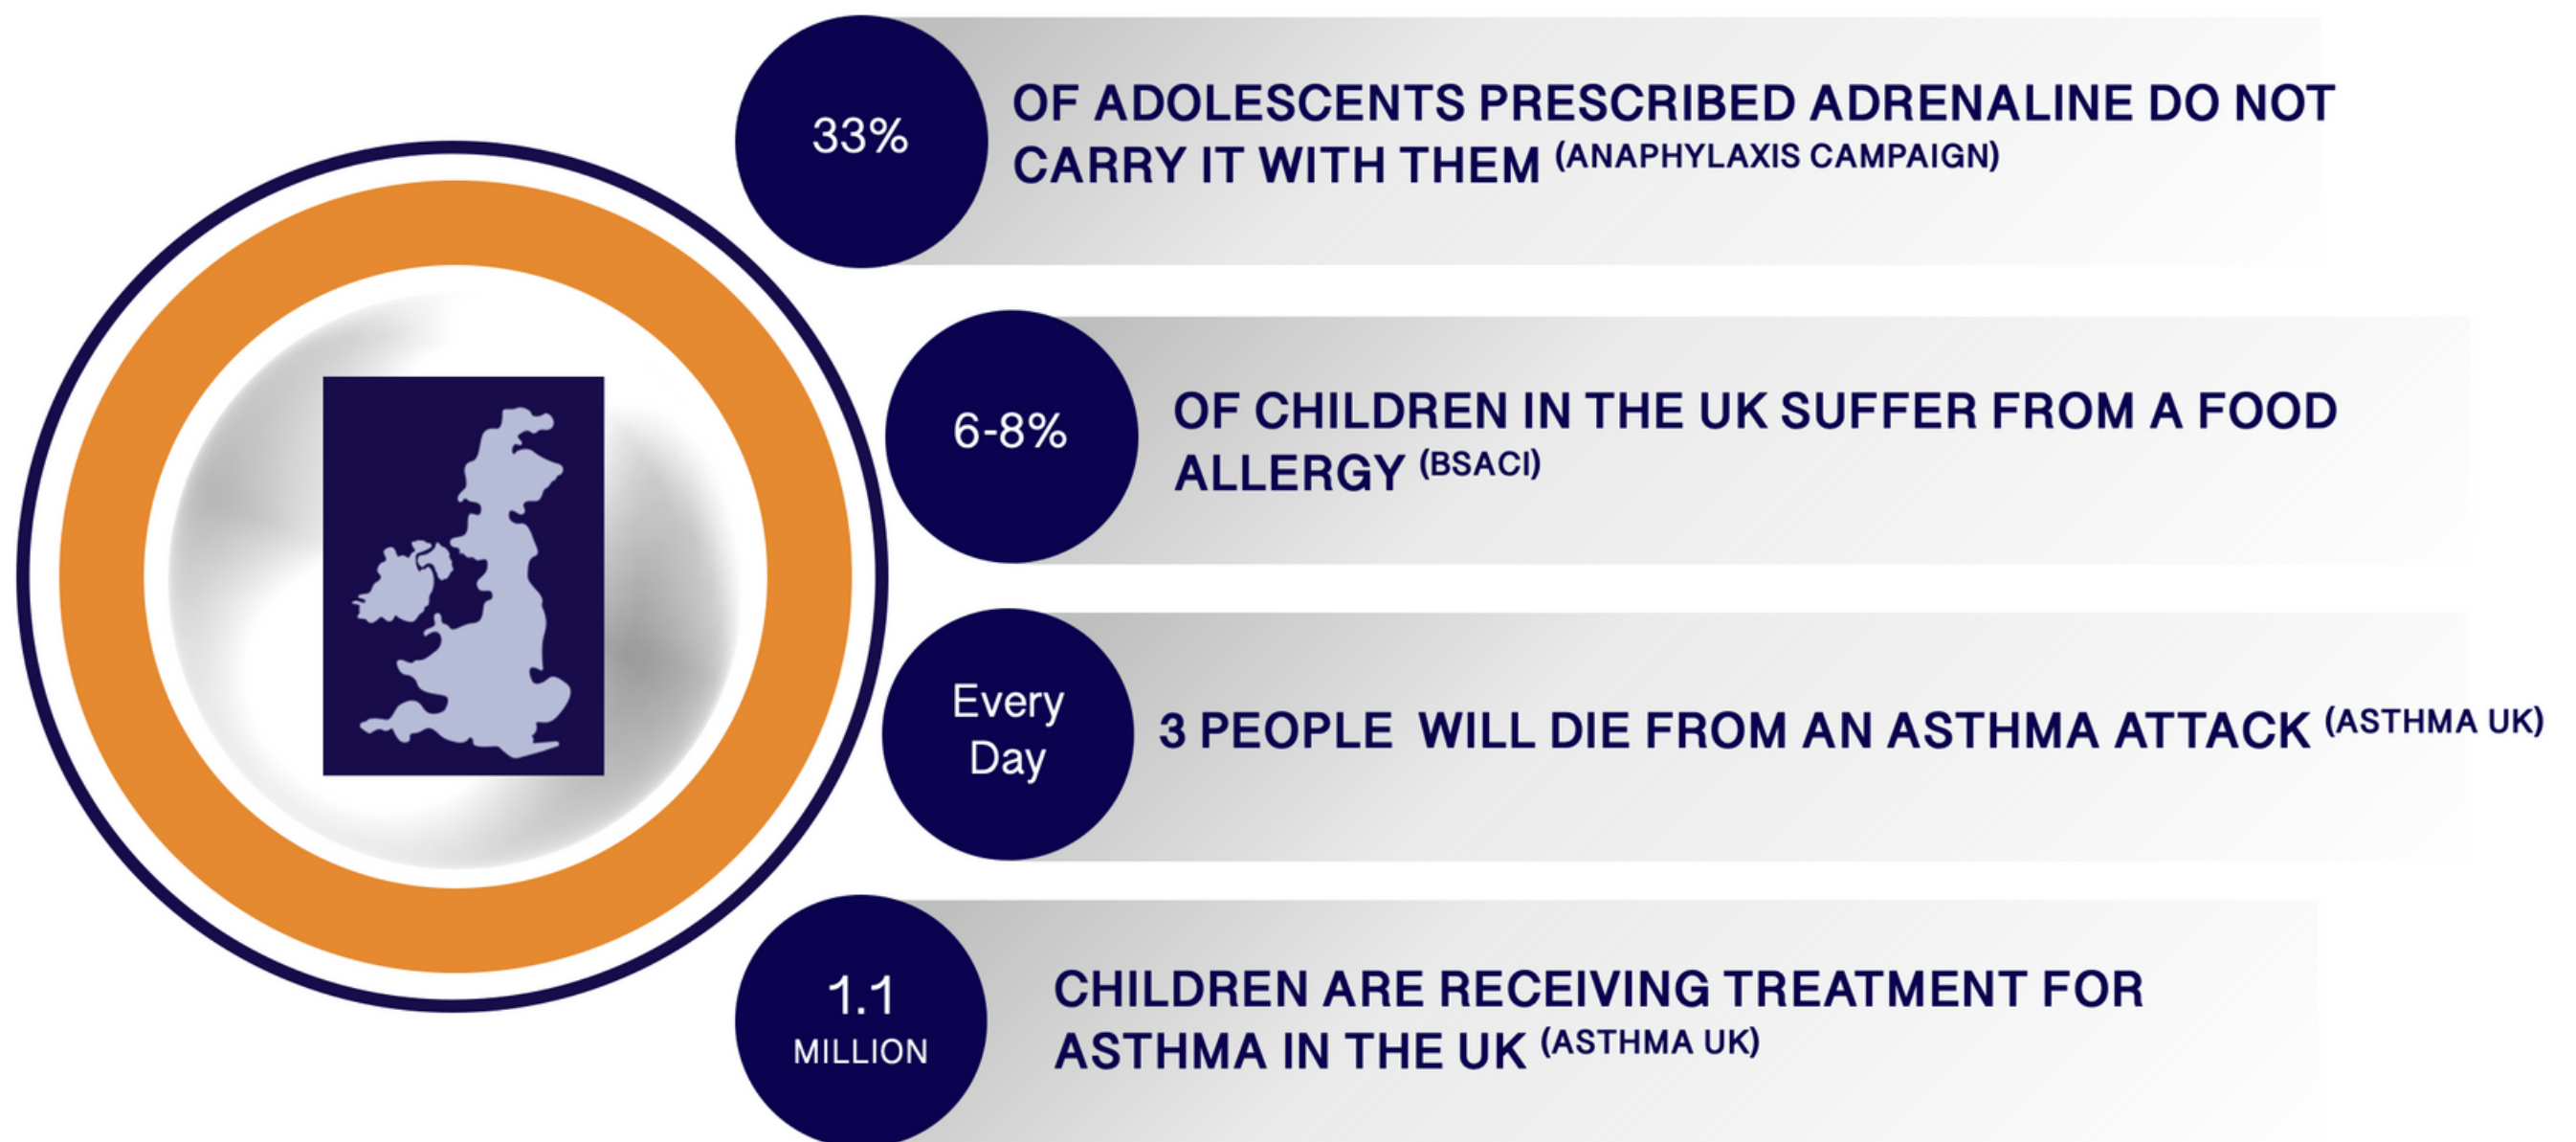 33%
OF ADOLESCENTS PRESCRIBED ADRENALINE DO NOT
CARRY IT WITH THEM (ANAPHYLAXIS CAMPAIGN)
6-8%
OF CHILDREN IN THE UK SUFFER FROM A FOOD
ALLERGY (BSACI)
Every
Day
3 PEOPLE WILL DIE FROM AN ASTHMA ATTACK (ASTHMA UK)
1.1
MILLION
CHILDREN ARE RECEIVING TREATMENT FOR
ASTHMA IN THE UK (ASTHMA UK)